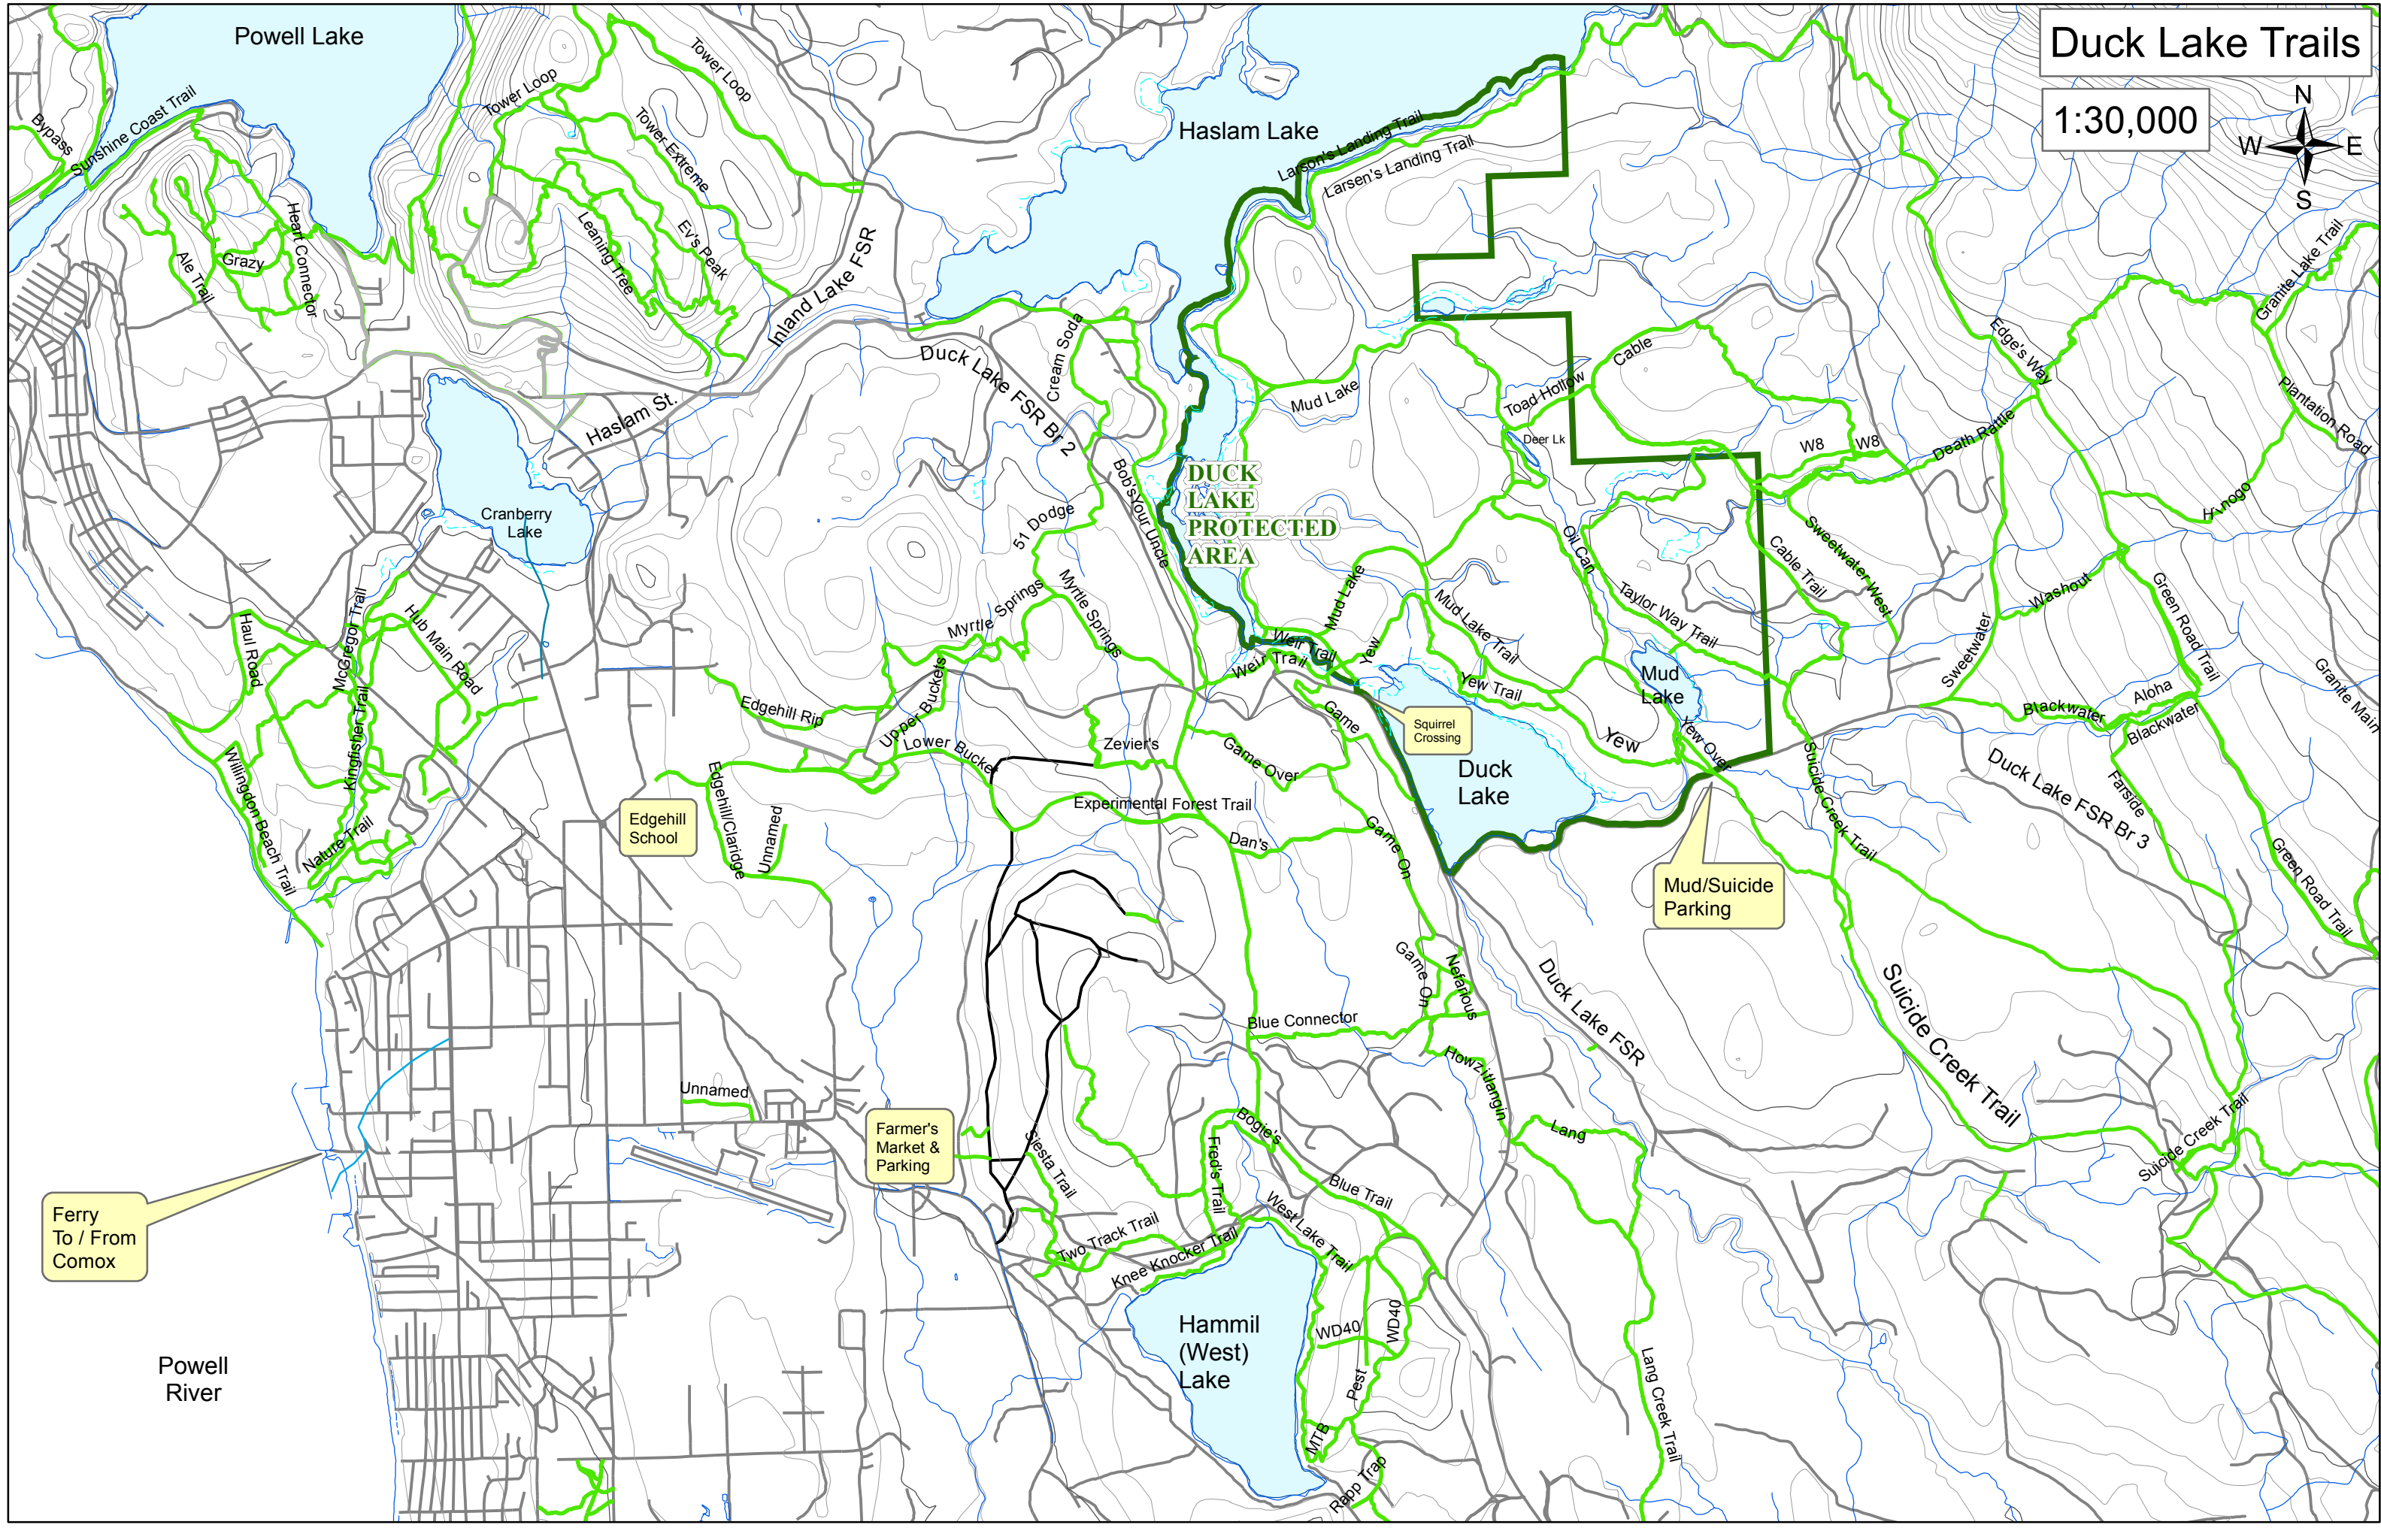 Duck Lake Trails
1:30,000
N
W
E
S
Powell Lake
Sunshine Coast Trail
Bypass
Tower Loop
Tower Loop
Tower Extreme
Ev's Peak
Leaning Tree
Heart Connector
Grazy
Ale Trail
Haslam Lake
Larson's Landing Trail
Larsen's Landing Trail
Inland Lake FSR
Haslam St.
Duck Lake FSR Br 2
Cream Soda
Mud Lake
Toad Hollow
Cable
Deer Lk
W8
W8
Death Rattle
Edge's Way
Granite Lake Trail
Plantation Road
Cranberry
Lake
51 Dodge
Bob's Your Uncle
DUCK
LAKE
PROTECTED
AREA
Oil Can
Cable Trail
Sweetwater West
Taylor Way Trail
Washout
Green Road Trail
Sweetwater
Haul Road
McGregor Trail
Hub Main Road
Kingfisher Trail
Myrtle Springs
Myrtle Springs
Mud Lake
Weir Trail
Weir Trail
Yew
Mud Lake Trail
Yew Trail
Yew
Yew Over
Mud
Lake
Aloha
Blackwater
Blackwater
Granite Main
Edgehill Rip
Upper Buckets
Lower Bucket
Zevier's
Game
Game Over
Squirrel
Crossing
Duck
Lake
Suicide Creek Trail
Duck Lake FSR Br 3
Farside
Green Road Trail
Willingdon Beach Trail
Nature Trail
Edgehill
School
Edgehill/Claridge
Unnamed
Experimental Forest Trail
Dan's
Game On
Mud/Suicide
Parking
Game On
Nefarious
Duck Lake FSR
Suicide Creek Trail
Blue Connector
Howzitlangin
Lang
Suicide Creek Trail
Unnamed
Farmer's
Market &
Parking
Siesta Trail
Bogie's
Fred's Trail
Blue Trail
West Lake Trail
Two Track Trail
Knee Knocker Trail
Ferry
To / From
Comox
Hammil
(West)
Lake
WD40
WD40
Pest
MTB
Rapp Trap
Lang Creek Trail
Powell
River